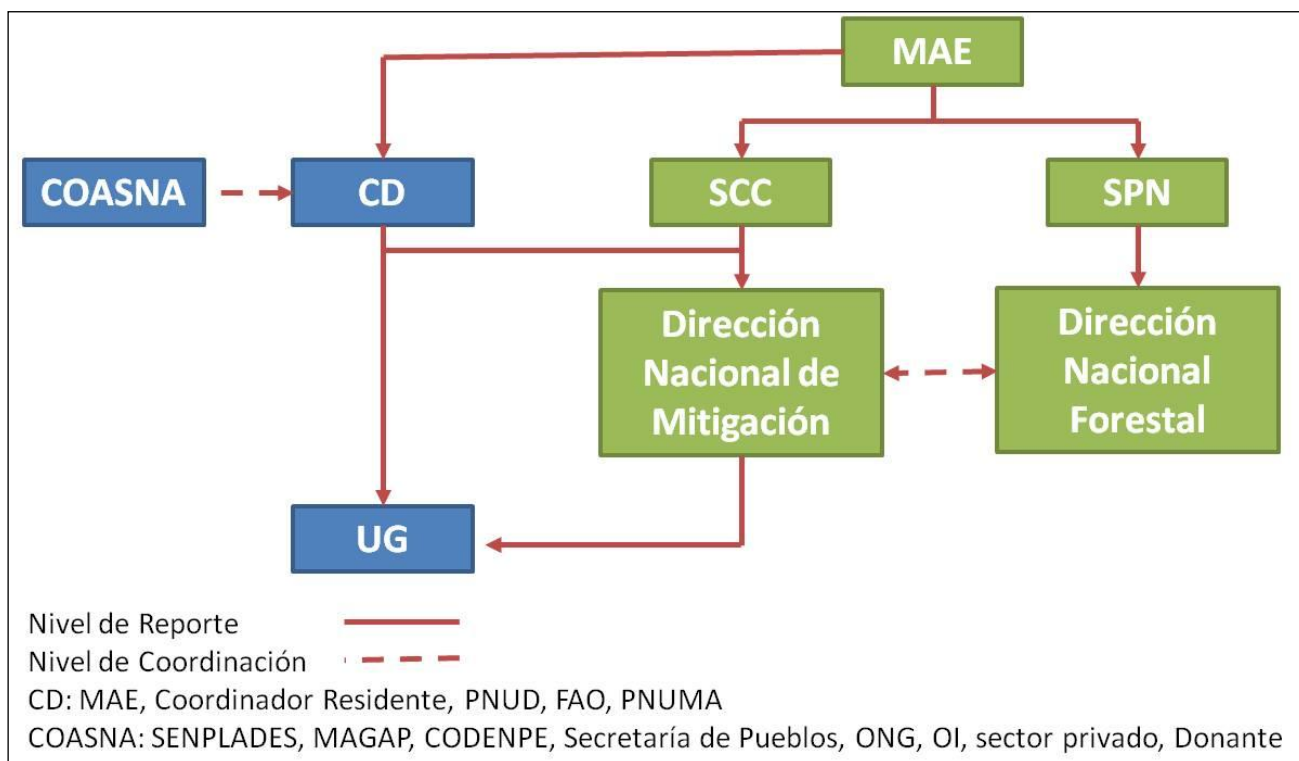 MAE
COASNA
CD
SCC
SPN
Dirección
Nacional de
Mitigación
Dirección
Nacional
Forestal
UG
Nivel de Reporte
Nivel de Coordinación
CD: MAE, Coordinador Residente, PNUD, FAO, PNUMA
COASNA: SENPLADES, MAGAP, CODENPE, Secretaría de Pueblos, ONG, OI, sector privado, Donante